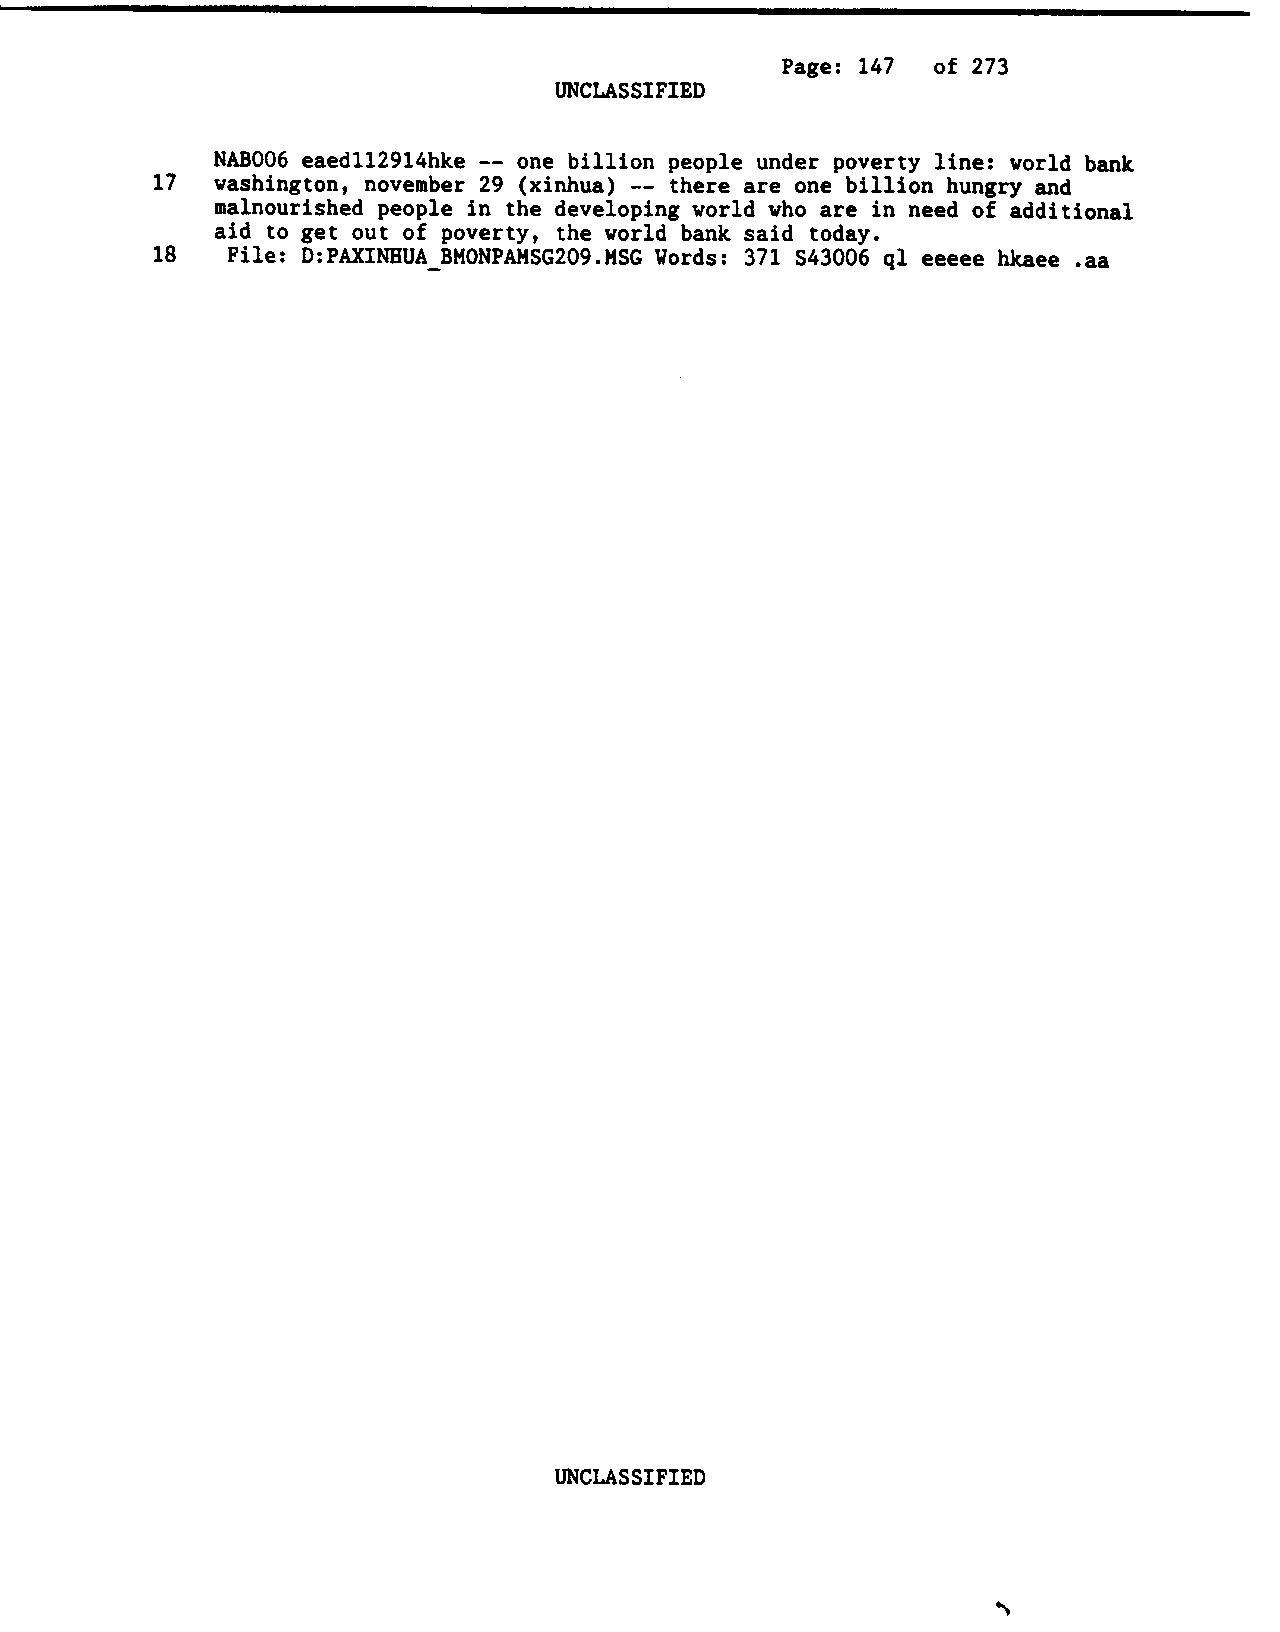 Page: 147 of 273
UNCLASSIFIED
NAB006 eaed112914hke -- one billion people under poverty line: world bank
17 washington, november 29 (xinhua) -- there are one billion hungry and
malnourished people in the developing world who are in need of additional
aid to get out of poverty, the world bank said today.
18 File: D:PAXINHUA_BMONPAMSG209.MSG Words: 371 S43006 ql eeeee hkaee .aa
UNCLASSIFIED